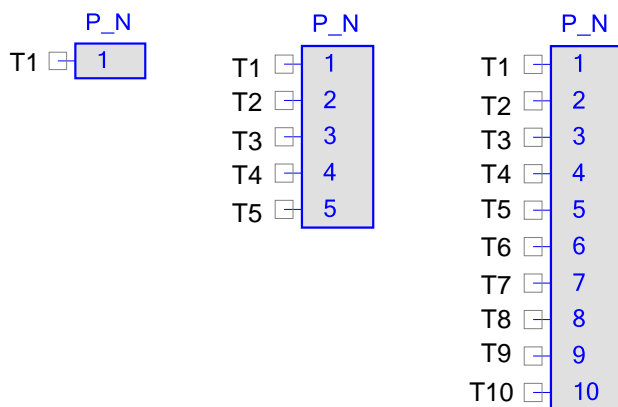 P_N
T1 1
P_N
T1 1
T2 2
T3 3
T4 4
T5 5
P_N
T1 1
T2 2
T3 3
T4 4
T5 5
T6 6
T7 7
T8 8
T9 9
T10 10